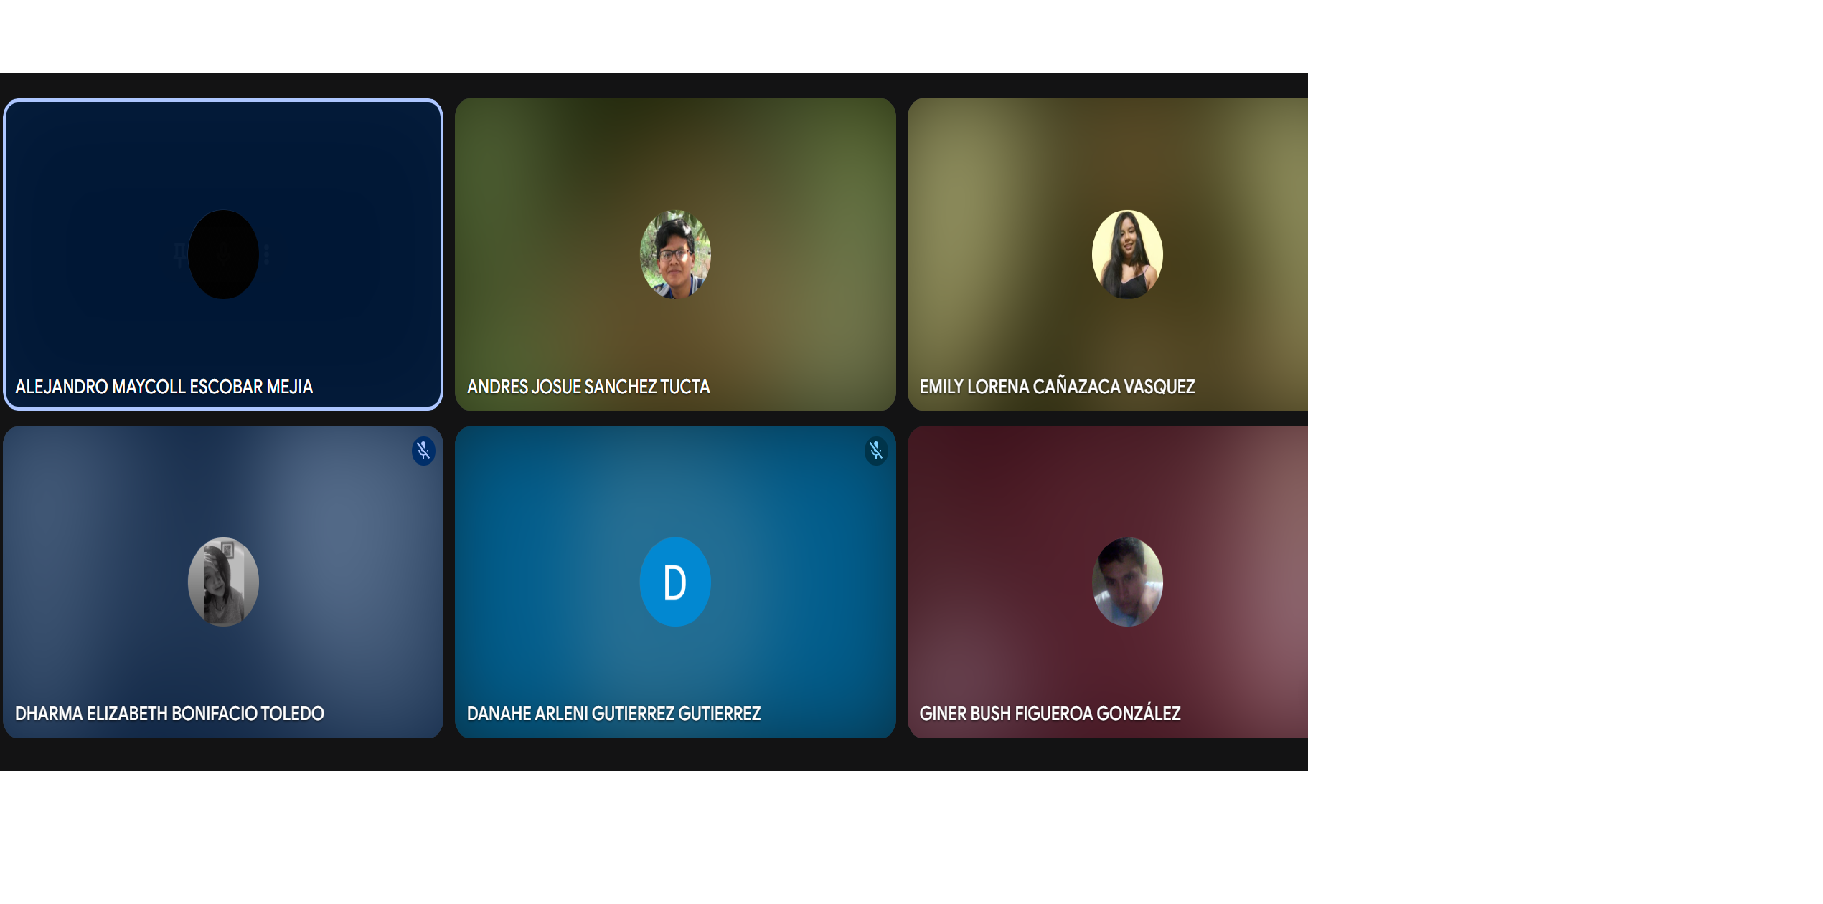 ALEJANDRO MAYCOLL ESCOBAR MEJIA
ANDRES JOSUE SANCHEZ TUCTA
EMILY LORENA CAÑAZACA VASQUEZ
D
DHARMA ELIZABETH BONIFACIO TOLEDO
DANAHE ARLENI GUTIERREZ GUTIERREZ
GINER BUSH FIGUEROA GONZÁLEZ